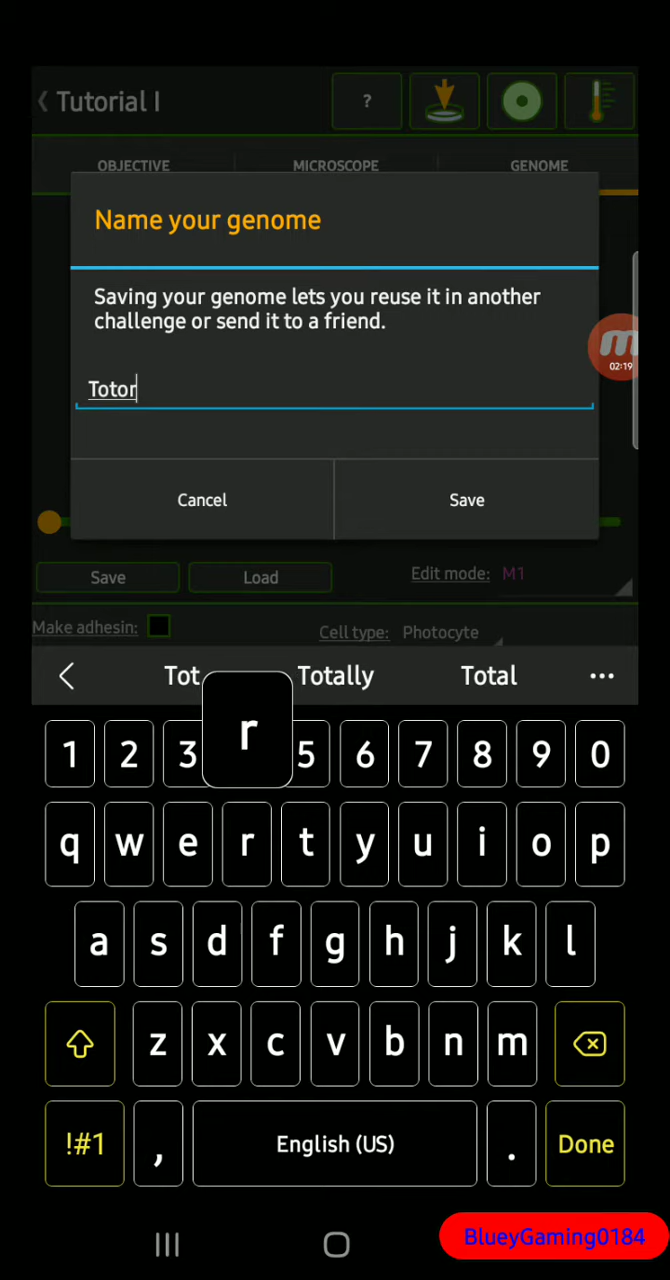 Tutorial I
?
OBJECTIVE
MICROSCOPE
GENOME
Name your genome
Saving your genome lets you reuse it in another
challenge or send it to a friend.
02:19
Totor
Cancel
Save
Save
Load
Edit mode: M1
Make adhesin:
Cell type: Photocyte
Tot
Totally
Total
...
r
1 2 3 5 6 7 8 9 0
q w e r t y u i o p
a s d f g h j k l
z x c v b n m
!#1 , English (US) . Done
BlueyGaming0184